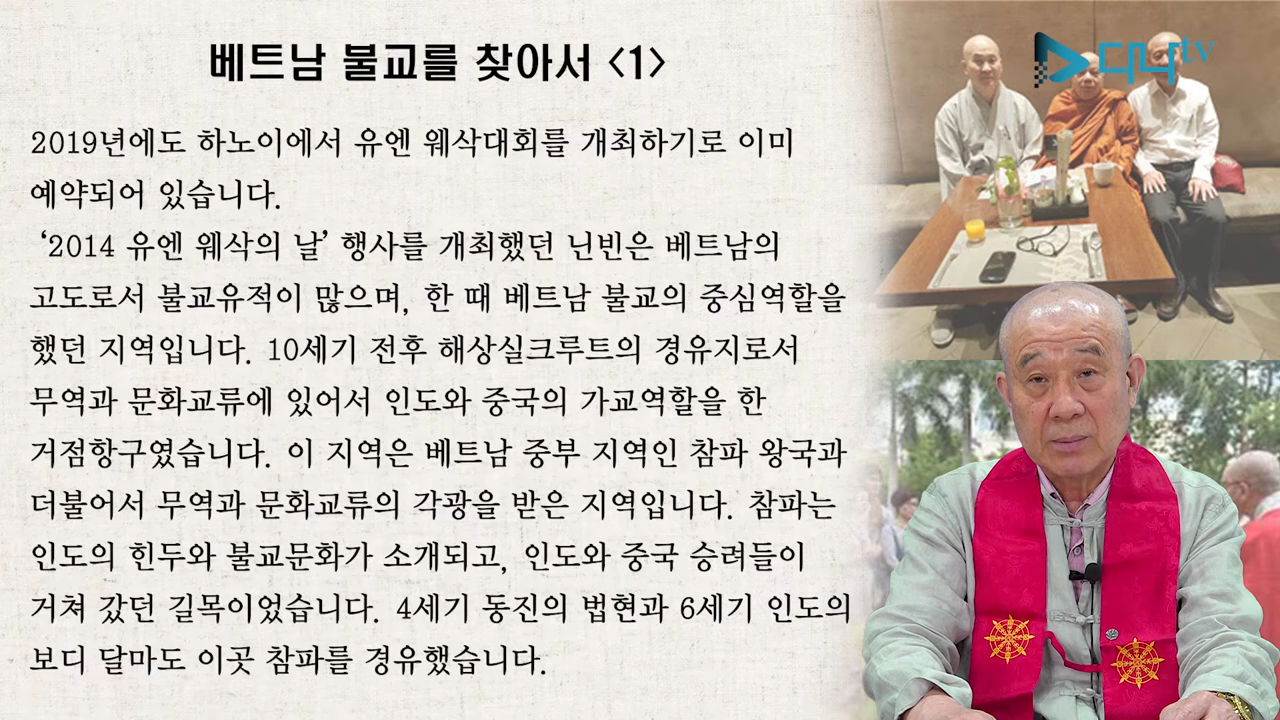 베트남 불교를 찾아서 <1>
다나tv
2019년에도 하노이에서 유엔 웨삭대회를 개최하기로 이미
예약되어 있습니다.
‘2014 유엔 웨삭의 날’ 행사를 개최했던 닌빈은 베트남의
고도로서 불교유적이 많으며, 한 때 베트남 불교의 중심역할을
했던 지역입니다. 10세기 전후 해상실크루트의 경유지로서
무역과 문화교류에 있어서 인도와 중국의 가교역할을 한
거점항구였습니다. 이 지역은 베트남 중부 지역인 참파 왕국과
더불어서 무역과 문화교류의 각광을 받은 지역입니다. 참파는
인도의 힌두와 불교문화가 소개되고, 인도와 중국 승려들이
거쳐 갔던 길목이었습니다. 4세기 동진의 법현과 6세기 인도의
보디 달마도 이곳 참파를 경유했습니다.